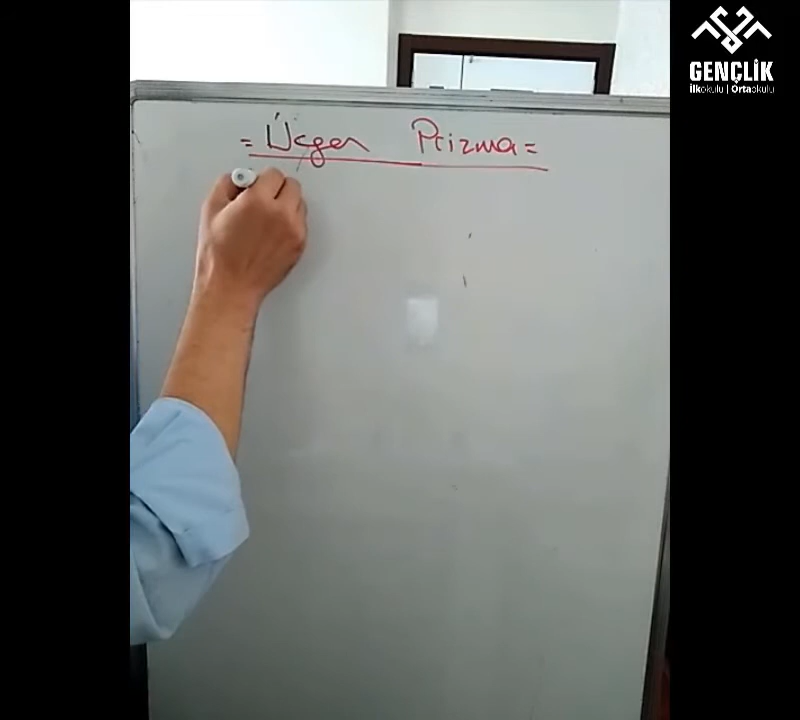 GENÇLİK
İlkokulu | Ortaokulu
= Üçgen Prizma =